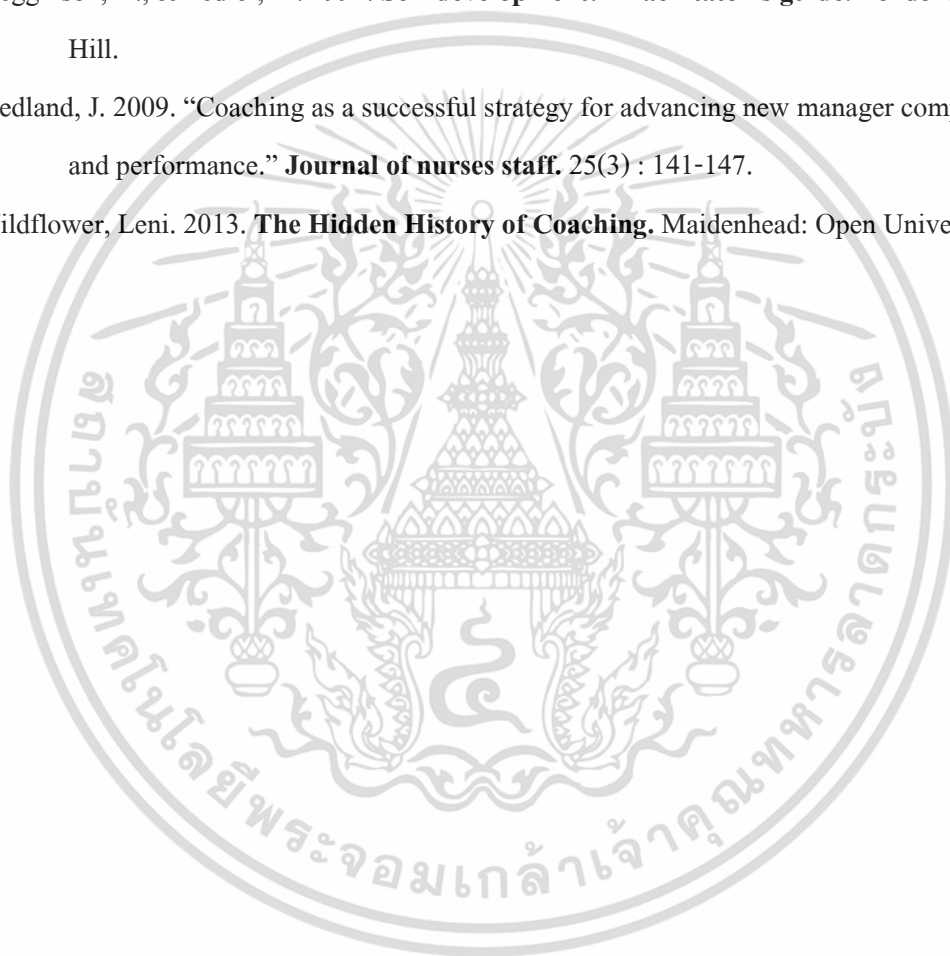 Hill.
edland, J. 2009. “Coaching as a successful strategy for advancing new manager comp
and performance.” Journal of nurses staff. 25(3) : 141-147.
ildflower, Leni. 2013. The Hidden History of Coaching. Maidenhead: Open Unive
สถาบันเทคโนโลยีพระจอมเกล้าเจ้าคุณทหารลาดกระบัง
๔